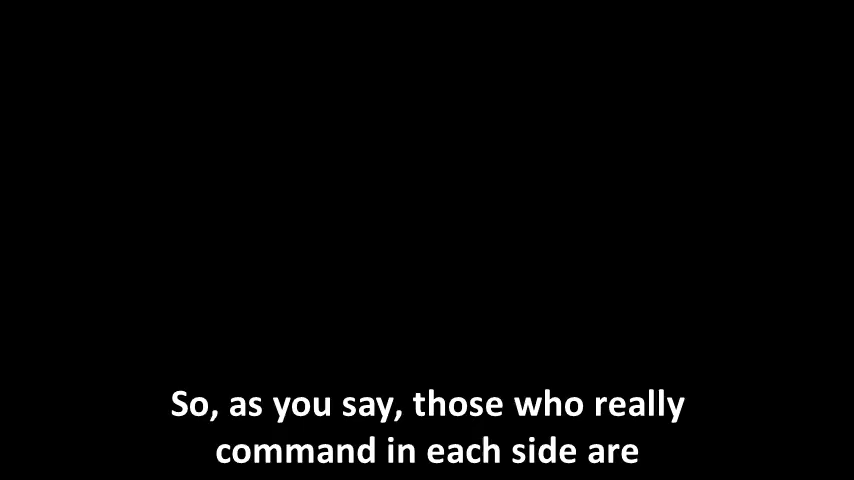 So, as you say, those who really
command in each side are